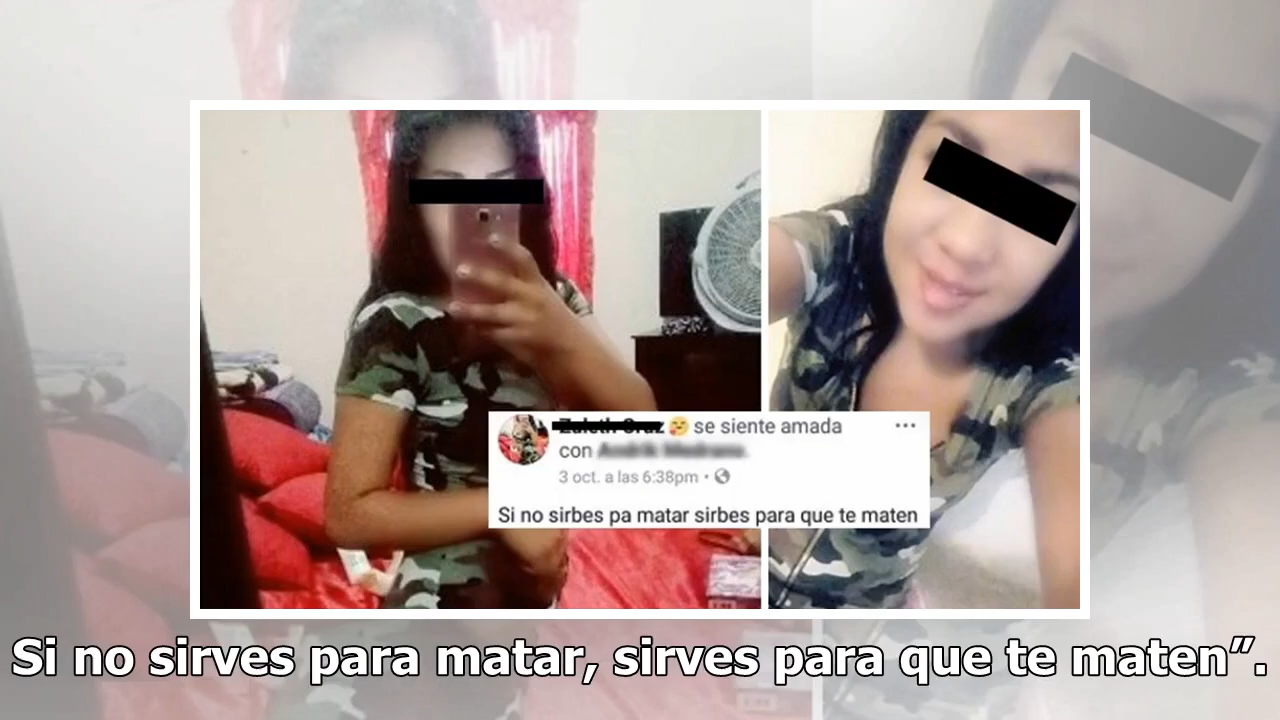 se siente amada
con
3 oct. a las 6:38pm
Si no sirbes pa matar sirbes para que te maten
Si no sirves para matar, sirves para que te maten”.